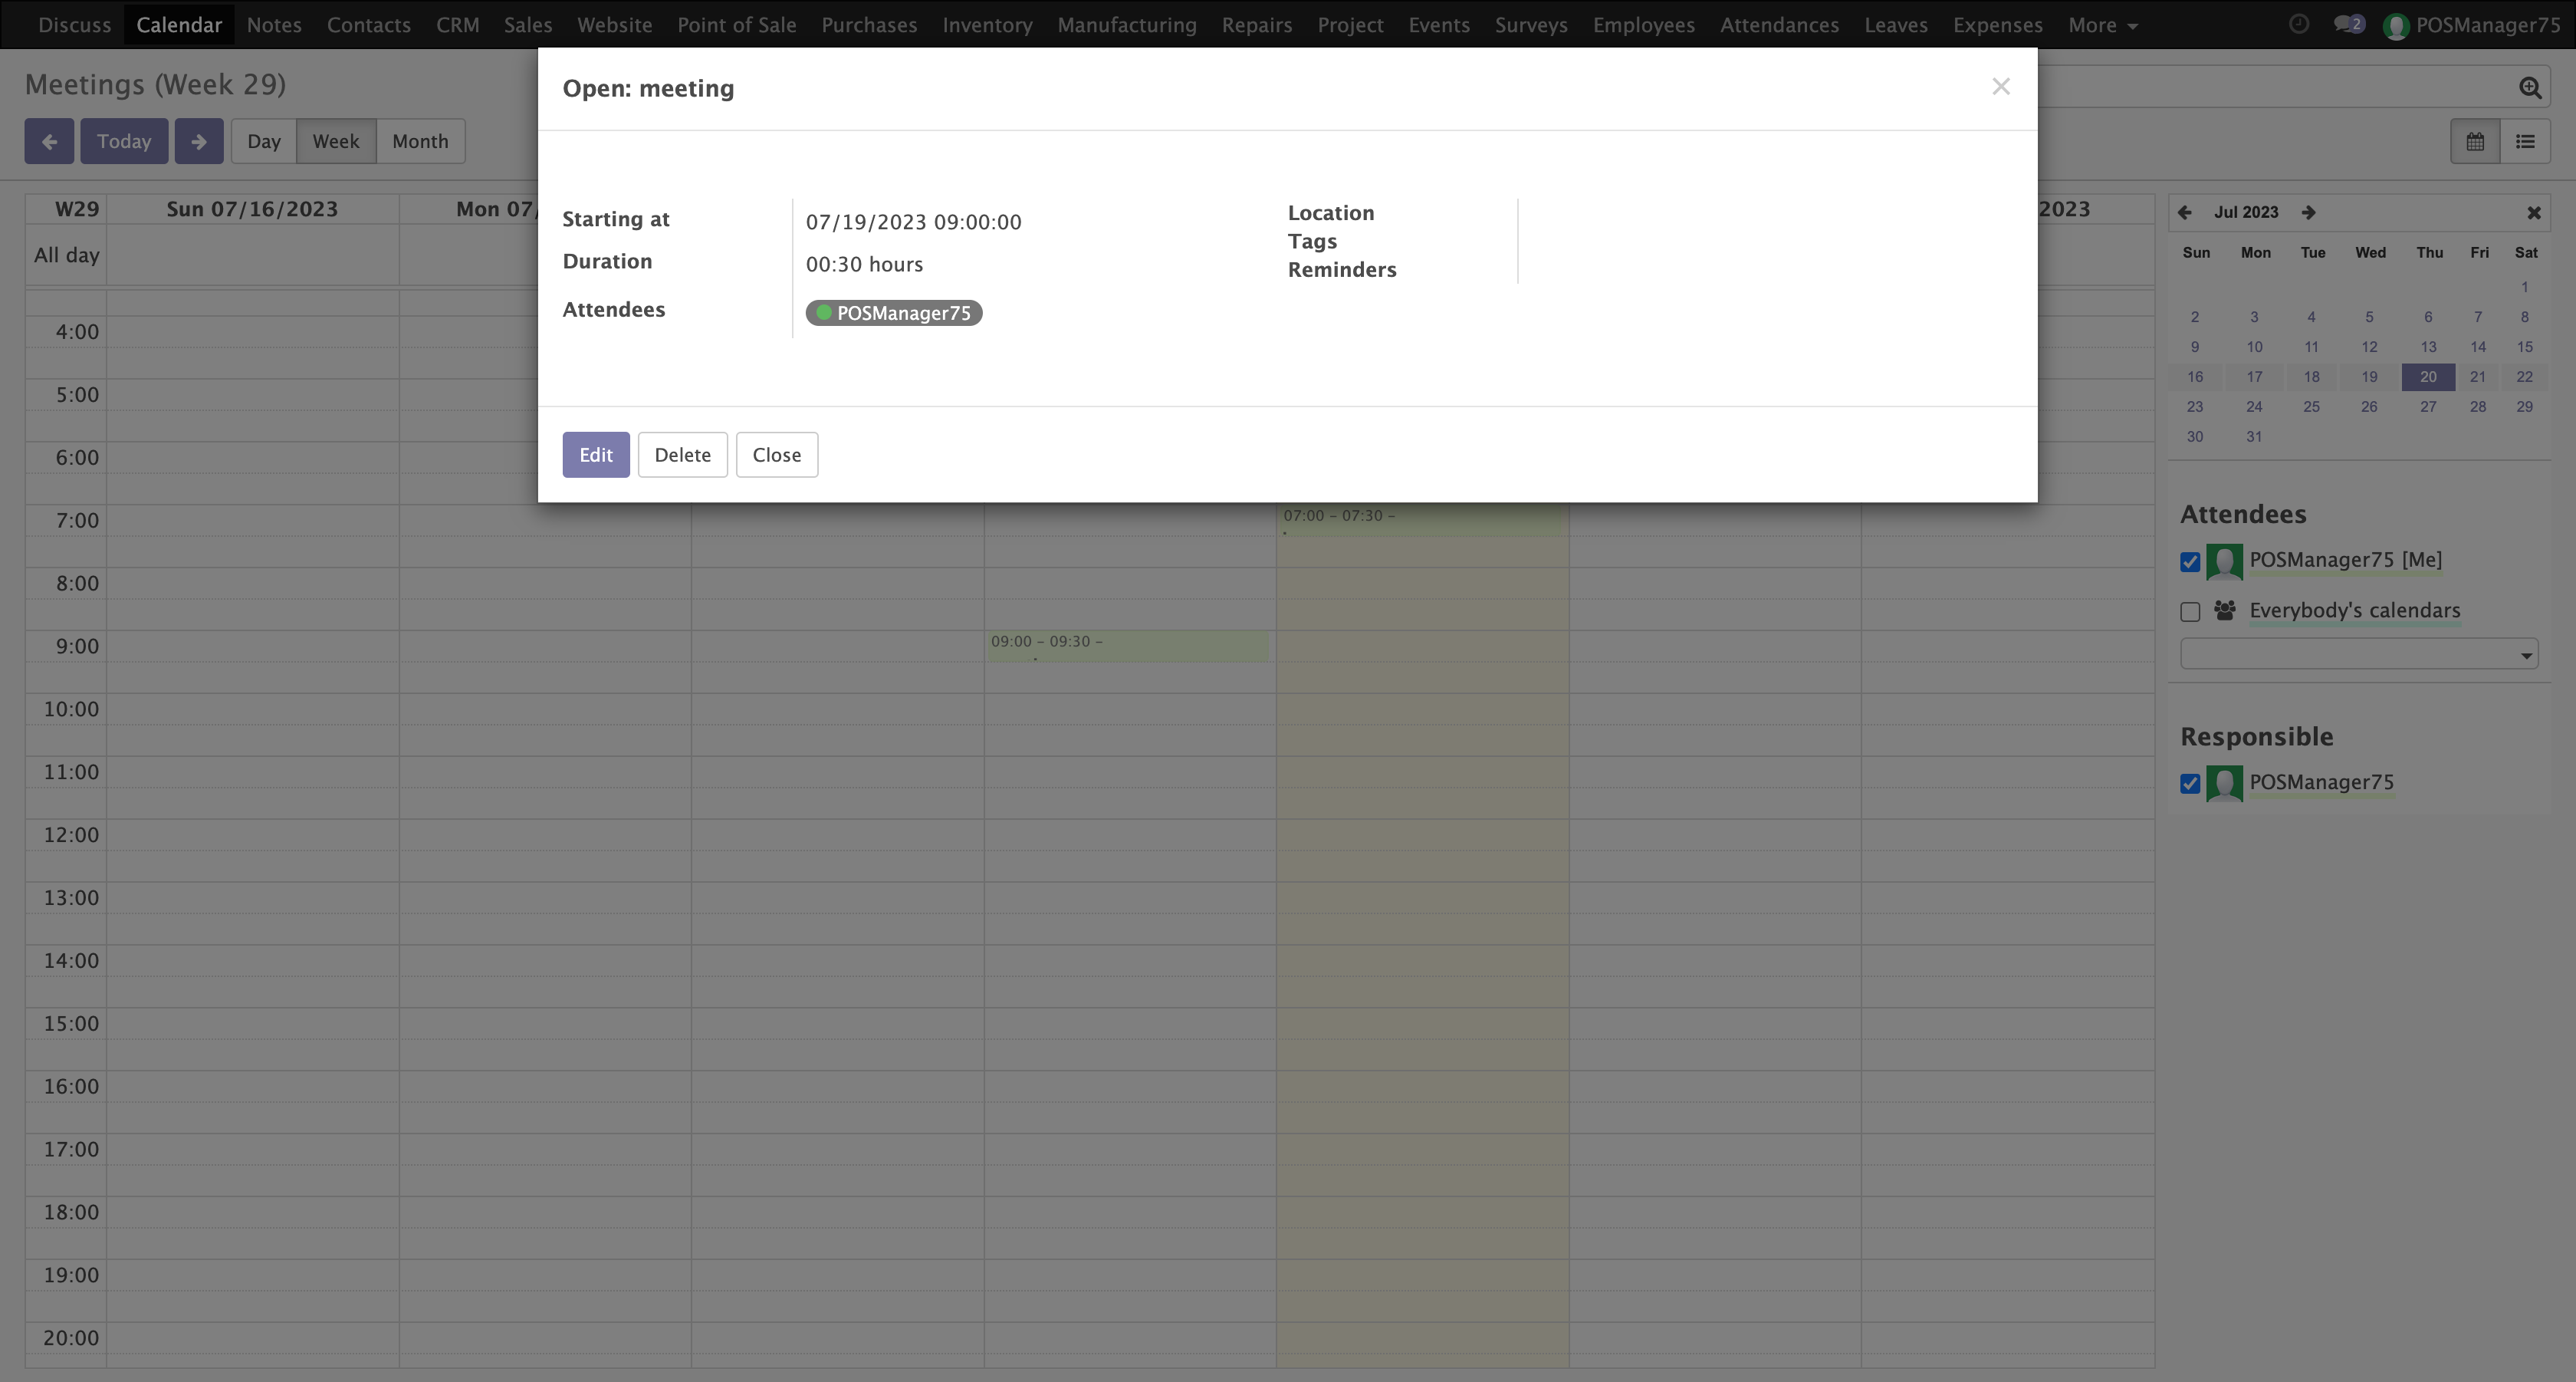 Discuss Calendar Notes Contacts CRM Sales Website Point of Sale Purchases Inventory Manufacturing Repairs Project Events Surveys Employees Attendances Leaves Expenses More 2 POSManager75
Meetings (Week 29)
Today Day Week Month
Open: meeting
×
Starting at 07/19/2023 09:00:00
Duration 00:30 hours
Attendees POSManager75
Location
Tags
Reminders
Edit Delete Close
W29 Sun 07/16/2023 Mon 07/ 2023
All day
4:00
5:00
6:00
7:00
07:00 - 07:30 -
8:00
9:00
09:00 - 09:30 -
10:00
11:00
12:00
13:00
14:00
15:00
16:00
17:00
18:00
19:00
20:00
Jul 2023
Sun Mon Tue Wed Thu Fri Sat
1
2 3 4 5 6 7 8
9 10 11 12 13 14 15
16 17 18 19 20 21 22
23 24 25 26 27 28 29
30 31
Attendees
POSManager75 [Me]
Everybody's calendars
Responsible
POSManager75